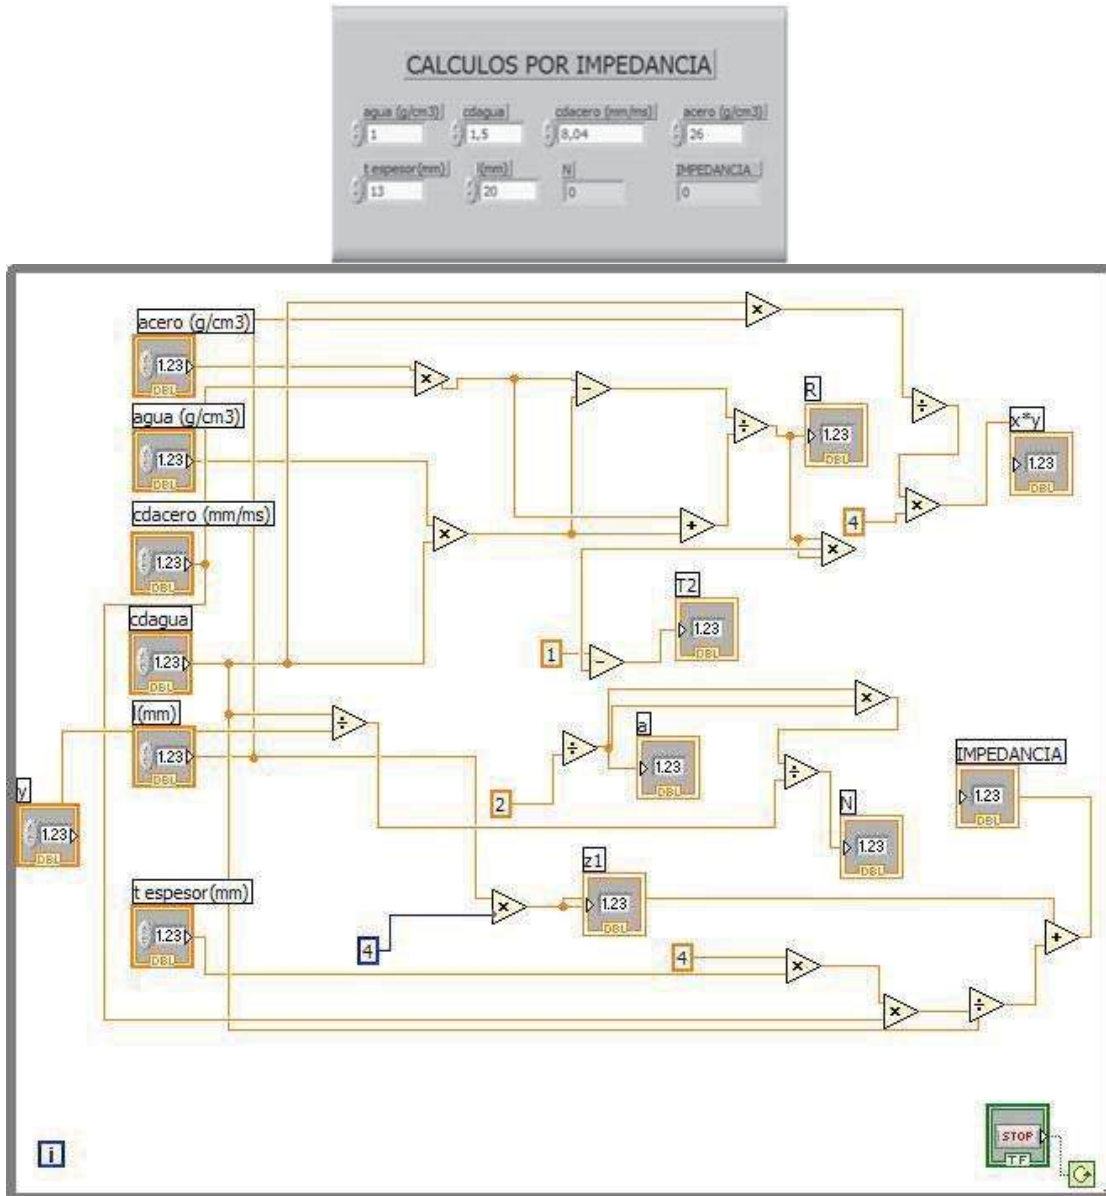 CALCULOS POR IMPEDANCIA
agua (g/cm3) cdagua cdacero (mm/ms) acero (g/cm3)
1 1,5 8,04 26
t espesor(mm) l(mm) N IMPEDANCIA
13 20 0 0
acero (g/cm3)
1.23
DBL
R
1.23
DBL
x*y
1.23
DBL
agua (g/cm3)
1.23
DBL
cdacero (mm/ms)
1.23
DBL
4
T2
1.23
DBL
cdagua
1.23
DBL
1
l(mm)
1.23
DBL
a
1.23
DBL
IMPEDANCIA
1.23
DBL
y
1.23
DBL
2
N
1.23
DBL
z1
1.23
DBL
t espesor(mm)
1.23
DBL
4
4
i
STOP
TF